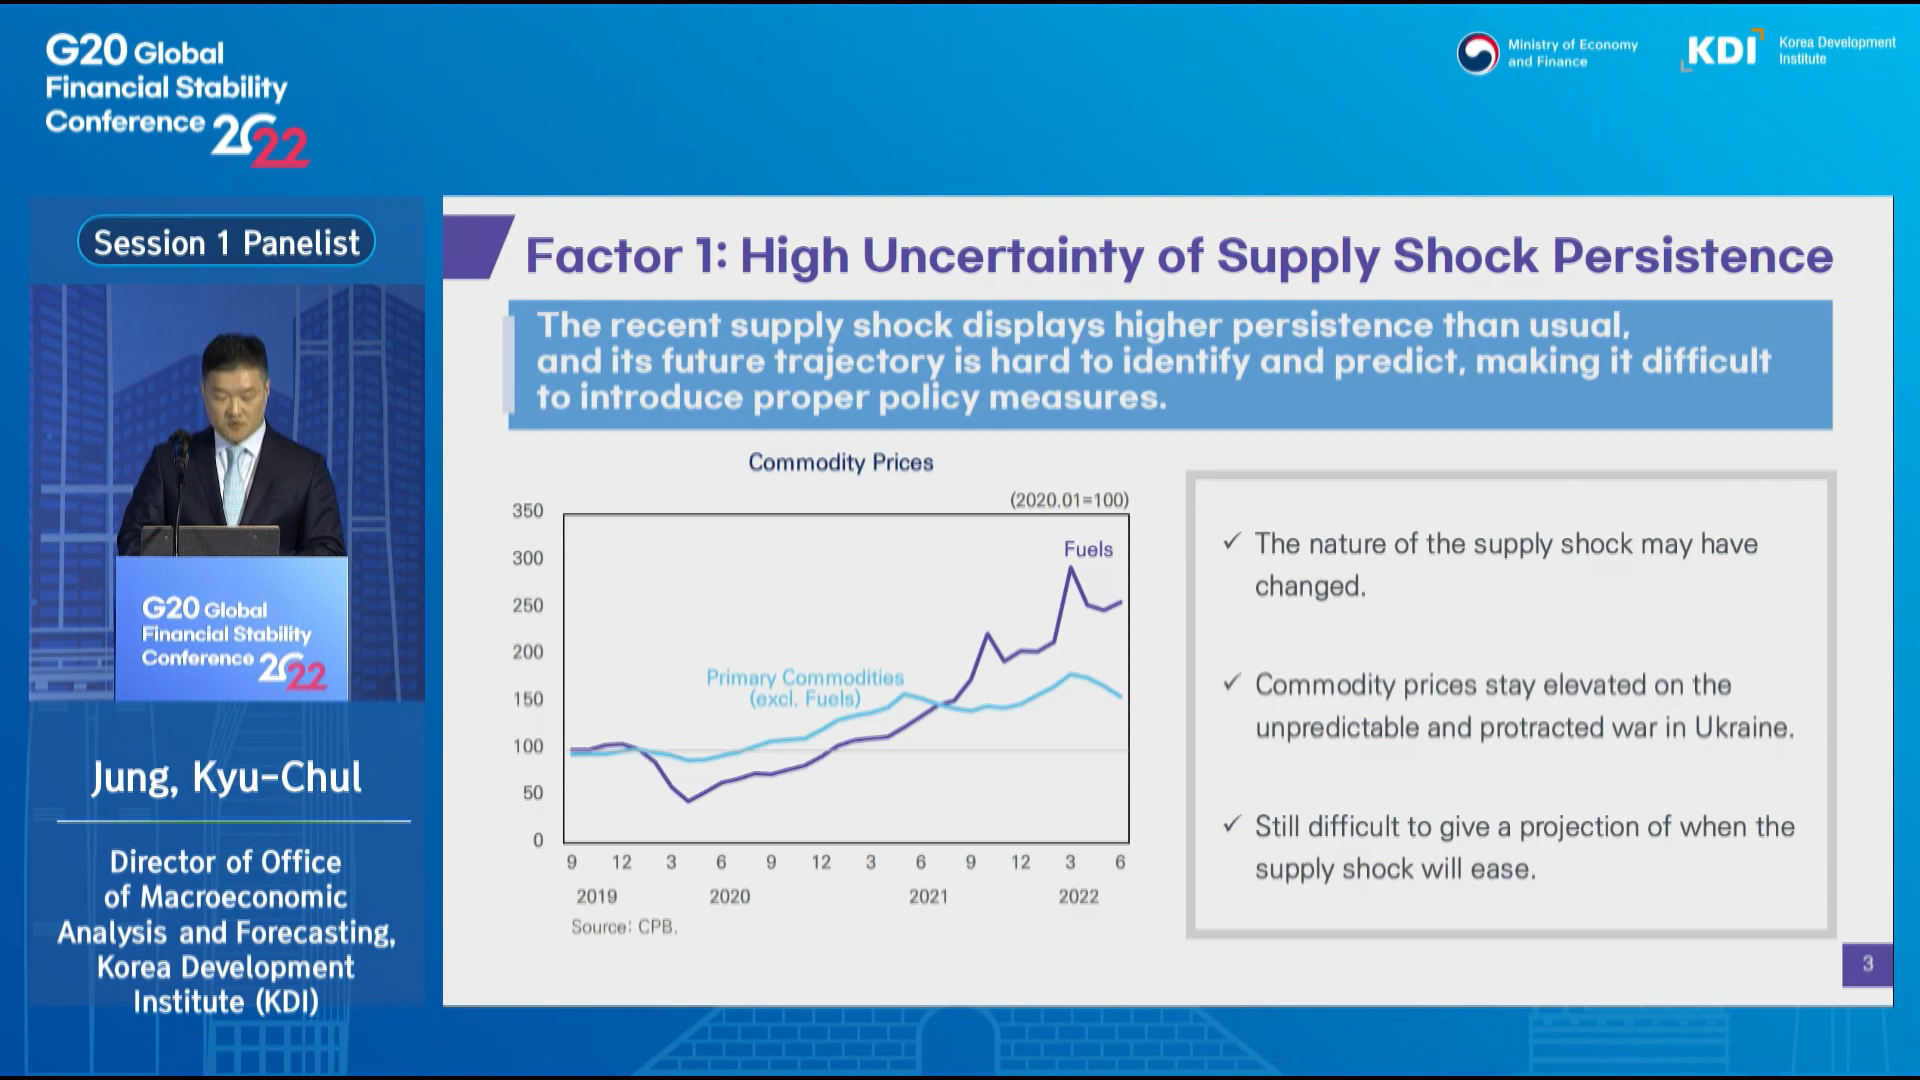 G20 Global
Financial Stability
Conference 2022
Ministry of Economy
and Finance
KDI
Korea Development
Institute
Session 1 Panelist
G20 Global
Financial Stability
Conference 2022
Jung, Kyu-Chul
Director of Office
of Macroeconomic
Analysis and Forecasting,
Korea Development
Institute (KDI)
Factor 1: High Uncertainty of Supply Shock Persistence
The recent supply shock displays higher persistence than usual,
and its future trajectory is hard to identify and predict, making it difficult
to introduce proper policy measures.
Commodity Prices
(2020.01=100)
350
300
250
200
150
100
50
0
Fuels
Primary Commodities
(excl. Fuels)
9 12 3 6 9 12 3 6 9 12 3 6
2019 2020 2021 2022
Source: CPB.
✓ The nature of the supply shock may have
changed.
✓ Commodity prices stay elevated on the
unpredictable and protracted war in Ukraine.
✓ Still difficult to give a projection of when the
supply shock will ease.
3